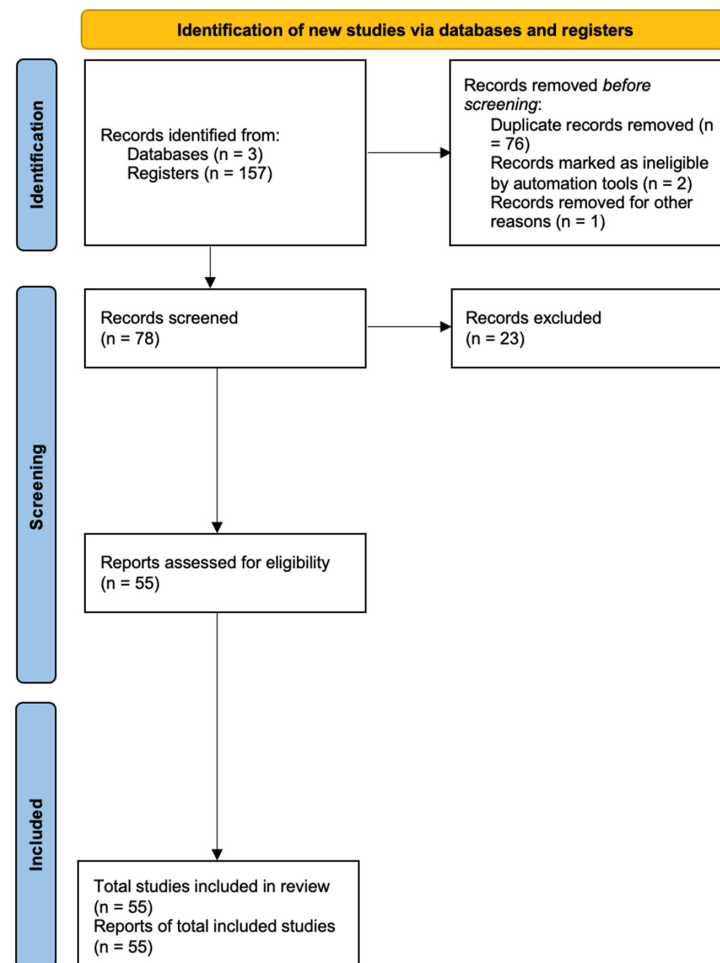 Identification of new studies via databases and registers
Identification
Records identified from:
Databases (n = 3)
Registers (n = 157)
Records removed before
screening:
Duplicate records removed (n
= 76)
Records marked as ineligible
by automation tools (n = 2)
Records removed for other
reasons (n = 1)
Screening
Records screened
(n = 78)
Records excluded
(n = 23)
Reports assessed for eligibility
(n = 55)
Included
Total studies included in review
(n = 55)
Reports of total included studies
(n = 55)